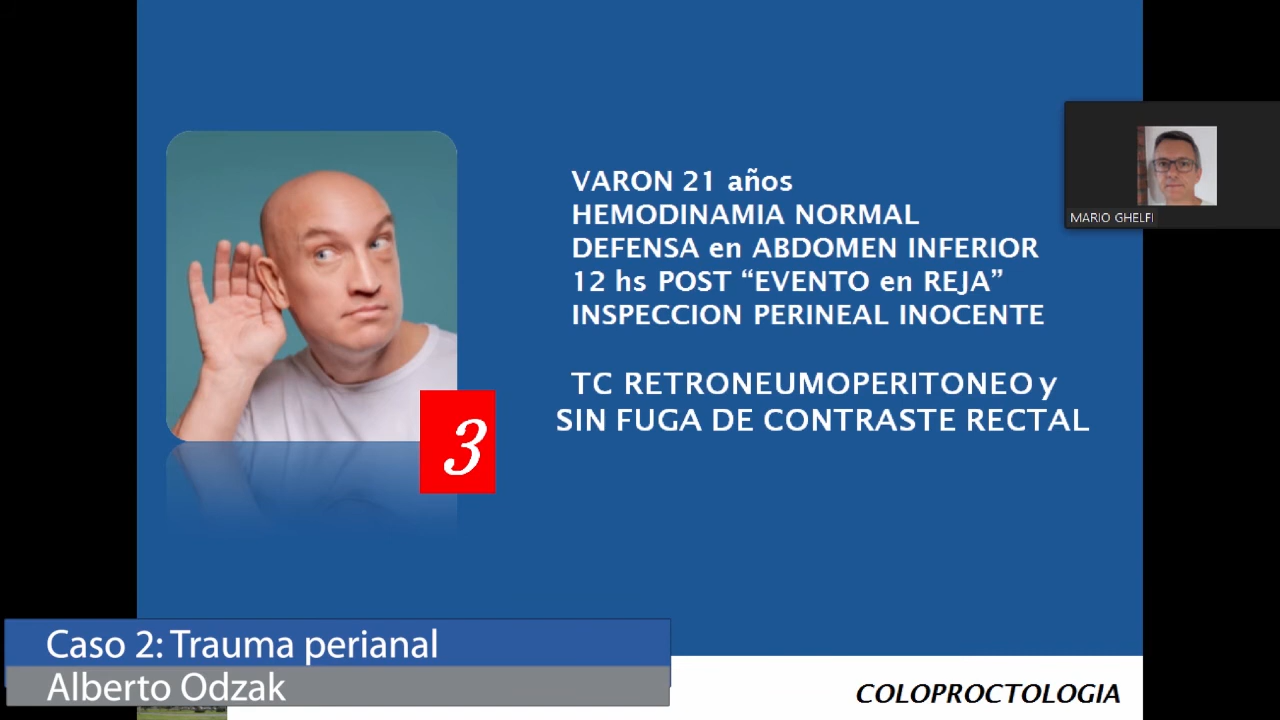 VARON 21 años
HEMODINAMIA NORMAL
DEFENSA en ABDOMEN INFERIOR
12 hs POST “EVENTO en REJA”
INSPECCION PERINEAL INOCENTE
TC RETRONEUMOPERITONEO y
SIN FUGA DE CONTRASTE RECTAL
3
MARIO GHELFI
Caso 2: Trauma perianal
Alberto Odzak
COLOPROCTOLOGIA